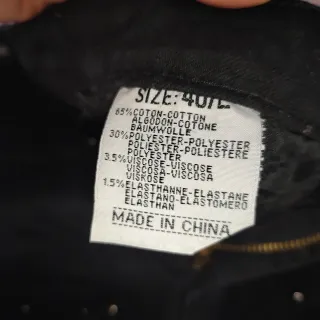 SIZE: 40/L
65% COTON-COTTON
ALGODON-COTONE
BAUMWOLLE
30% POLYESTER-POLYESTER
POLIESTER-POLIESTERE
POLYESTER
3.5% VISCOSE-VISCOSE
VISCOSA-VISCOSA
VISKOSE
1.5% ELASTHANNE-ELASTANE
ELASTANO-ELASTOMERO
ELASTHAN
MADE IN CHINA